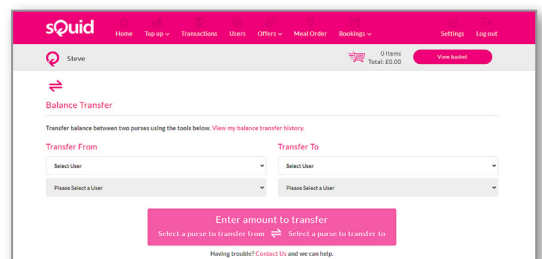 sQuid
Home Top up Transactions Users Offers Meal Order Bookings Settings Log out
Steve 0 Items View basket
Total: £0.00
Balance Transfer
Transfer balance between two purses using the tools below. View my balance transfer history.
Transfer From Transfer To
Select User Select User
Please Select a User Please Select a User
Enter amount to transfer
Select a purse to transfer from Select a purse to transfer to
Having trouble? Contact Us and we can help.